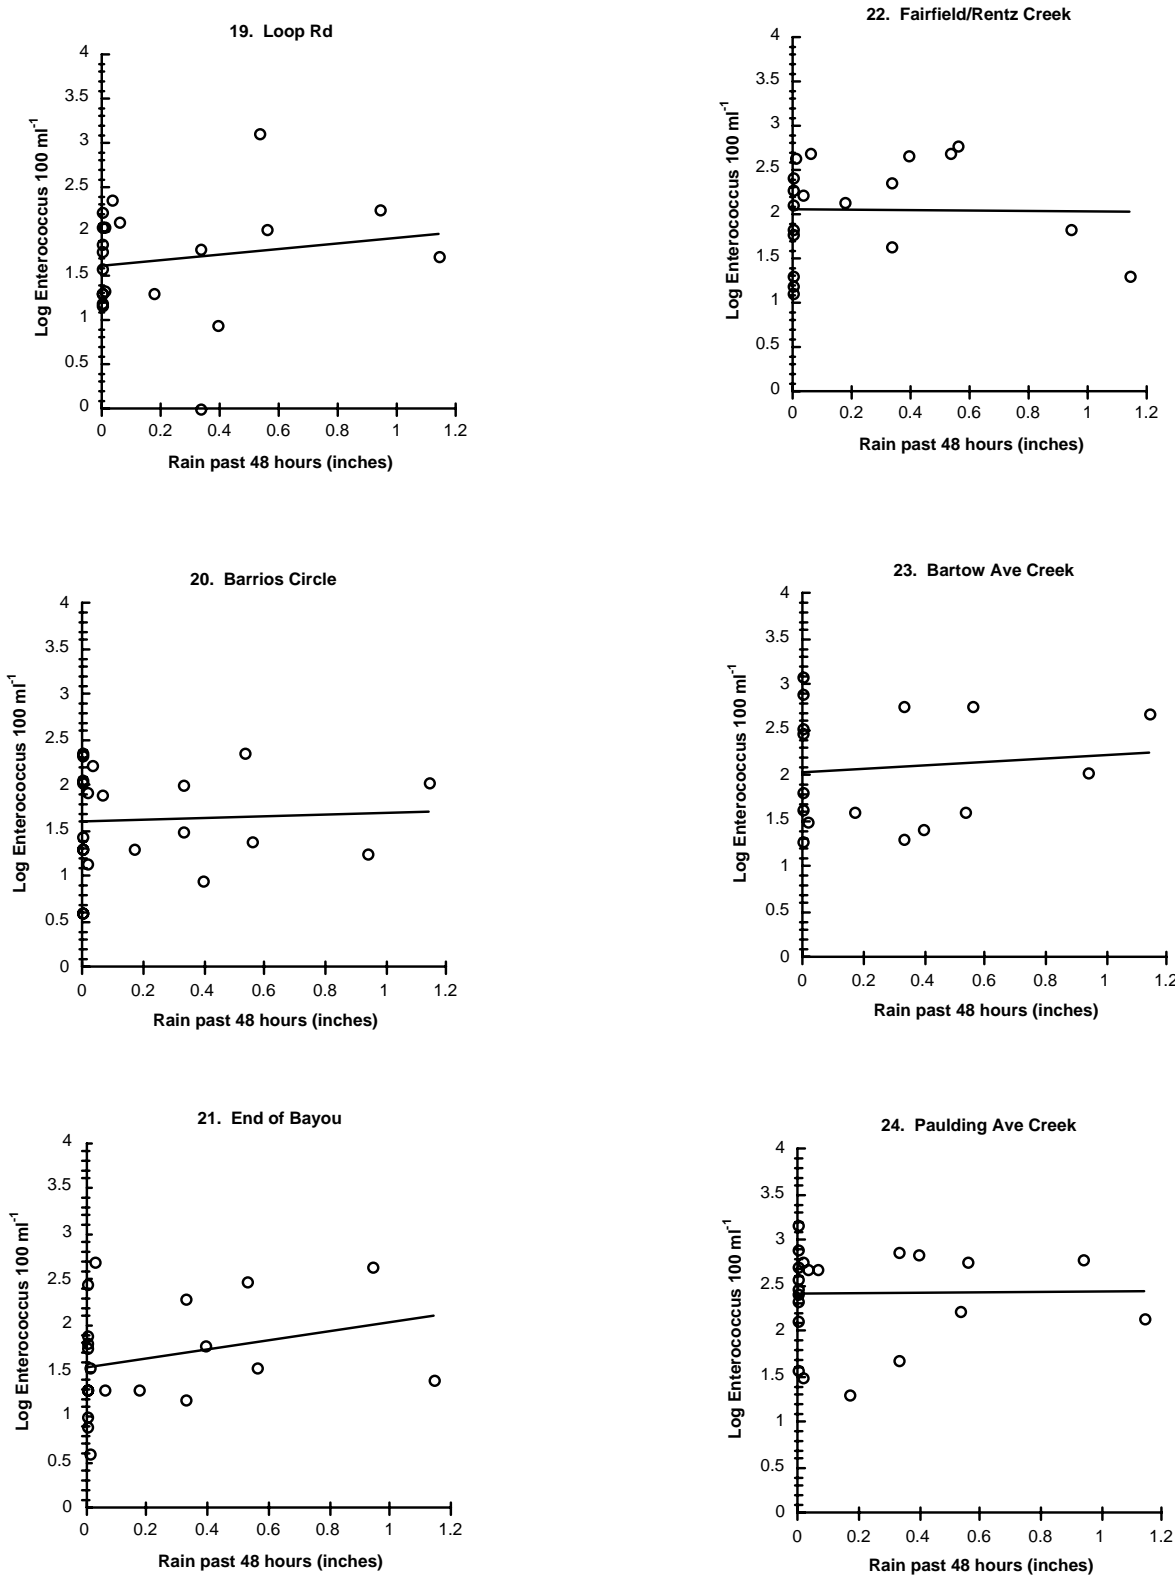 19. Loop Rd
4
3.5
3
2.5
2
1.5
1
0.5
0
Log Enterococcus 100 ml⁻¹
0 0.2 0.4 0.6 0.8 1 1.2
Rain past 48 hours (inches)
20. Barrios Circle
4
3.5
3
2.5
2
1.5
1
0.5
0
Log Enterococcus 100 ml⁻¹
0 0.2 0.4 0.6 0.8 1 1.2
Rain past 48 hours (inches)
21. End of Bayou
4
3.5
3
2.5
2
1.5
1
0.5
0
Log Enterococcus 100 ml⁻¹
0 0.2 0.4 0.6 0.8 1 1.2
Rain past 48 hours (inches)
22. Fairfield/Rentz Creek
4
3.5
3
2.5
2
1.5
1
0.5
0
Log Enterococcus 100 ml⁻¹
0 0.2 0.4 0.6 0.8 1 1.2
Rain past 48 hours (inches)
23. Bartow Ave Creek
4
3.5
3
2.5
2
1.5
1
0.5
0
Log Enterococcus 100 ml⁻¹
0 0.2 0.4 0.6 0.8 1 1.2
Rain past 48 hours (inches)
24. Paulding Ave Creek
4
3.5
3
2.5
2
1.5
1
0.5
0
Log Enterococcus 100 ml⁻¹
0 0.2 0.4 0.6 0.8 1 1.2
Rain past 48 hours (inches)